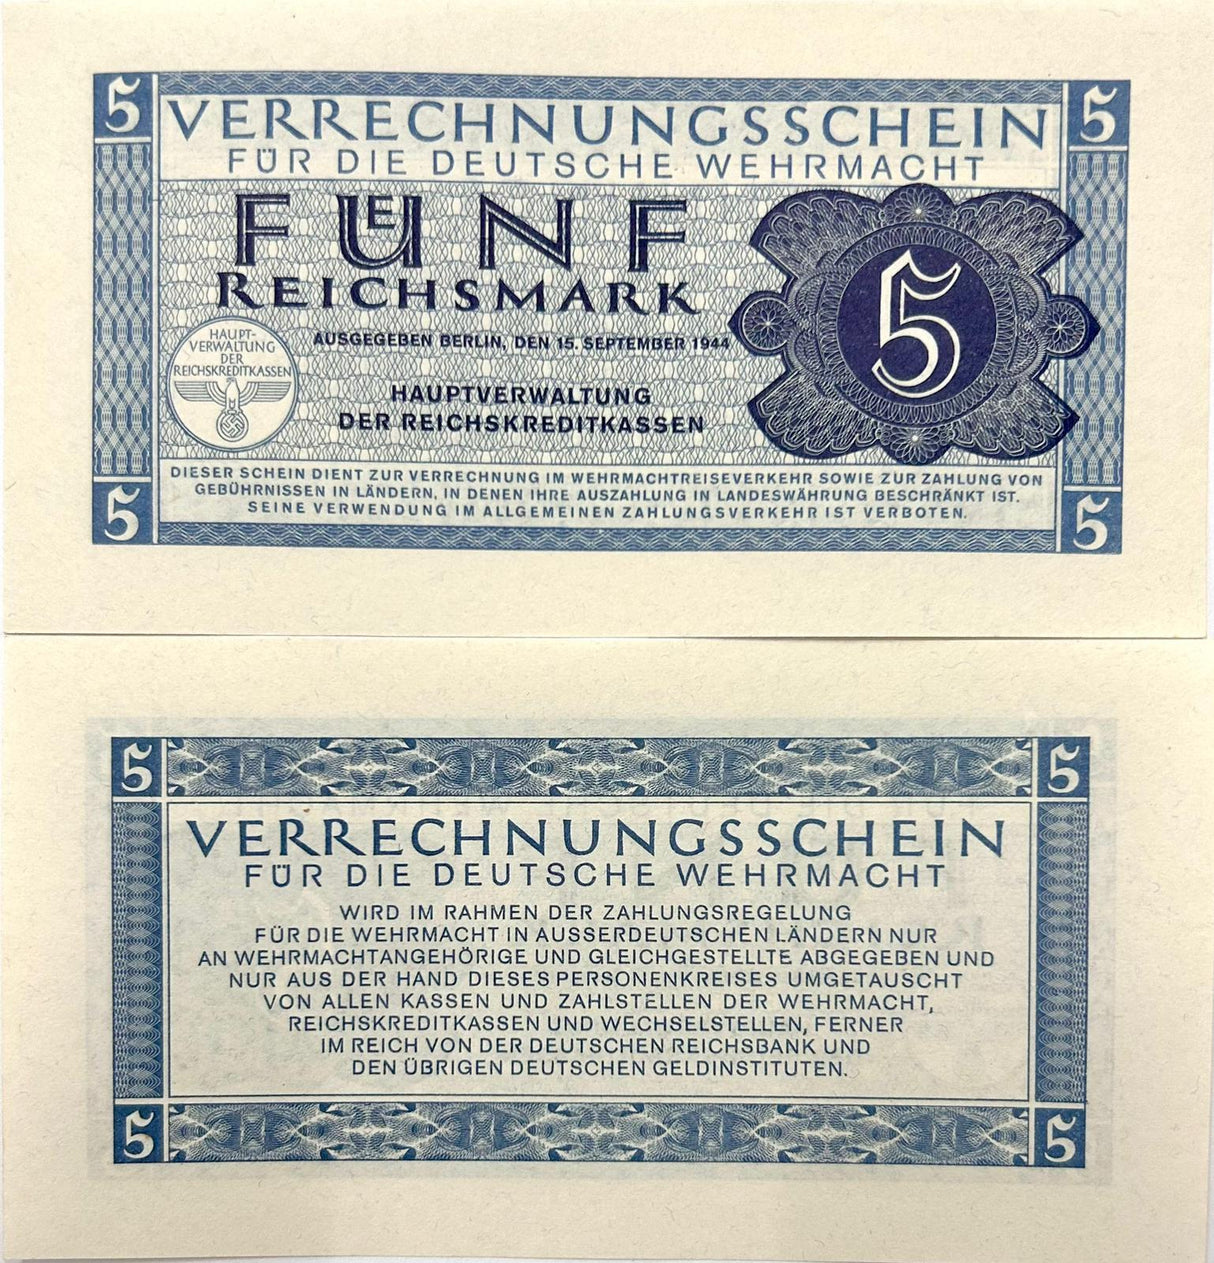 5 5
VERRECHNUNGSSCHEIN
FÜR DIE DEUTSCHE WEHRMACHT
FUENF
REICHSMARK
5
AUSGEGEBEN BERLIN, DEN 15. SEPTEMBER 1944
HAUPT-
VERWALTUNG
DER
REICHSKREDITKASSEN
HAUPTVERWALTUNG
DER REICHSKREDITKASSEN
DIESER SCHEIN DIENT ZUR VERRECHNUNG IM WEHRMACHTREISEVERKEHR SOWIE ZUR ZAHLUNG VON
GEBÜHRNISSEN IN LÄNDERN, IN DENEN IHRE AUSZAHLUNG IN LANDESWÄHRUNG BESCHRÄNKT IST.
SEINE VERWENDUNG IM ALLGEMEINEN ZAHLUNGSVERKEHR IST VERBOTEN.
5 5
5 5
VERRECHNUNGSSCHEIN
FÜR DIE DEUTSCHE WEHRMACHT
WIRD IM RAHMEN DER ZAHLUNGSREGELUNG
FÜR DIE WEHRMACHT IN AUSSERDEUTSCHEN LÄNDERN NUR
AN WEHRMACHTANGEHÖRIGE UND GLEICHGESTELLTE ABGEGEBEN UND
NUR AUS DER HAND DIESES PERSONENKREISES UMGETAUSCHT
VON ALLEN KASSEN UND ZAHLSTELLEN DER WEHRMACHT,
REICHSKREDITKASSEN UND WECHSELSTELLEN, FERNER
IM REICH VON DER DEUTSCHEN REICHSBANK UND
DEN ÜBRIGEN DEUTSCHEN GELDINSTITUTEN.
5 5